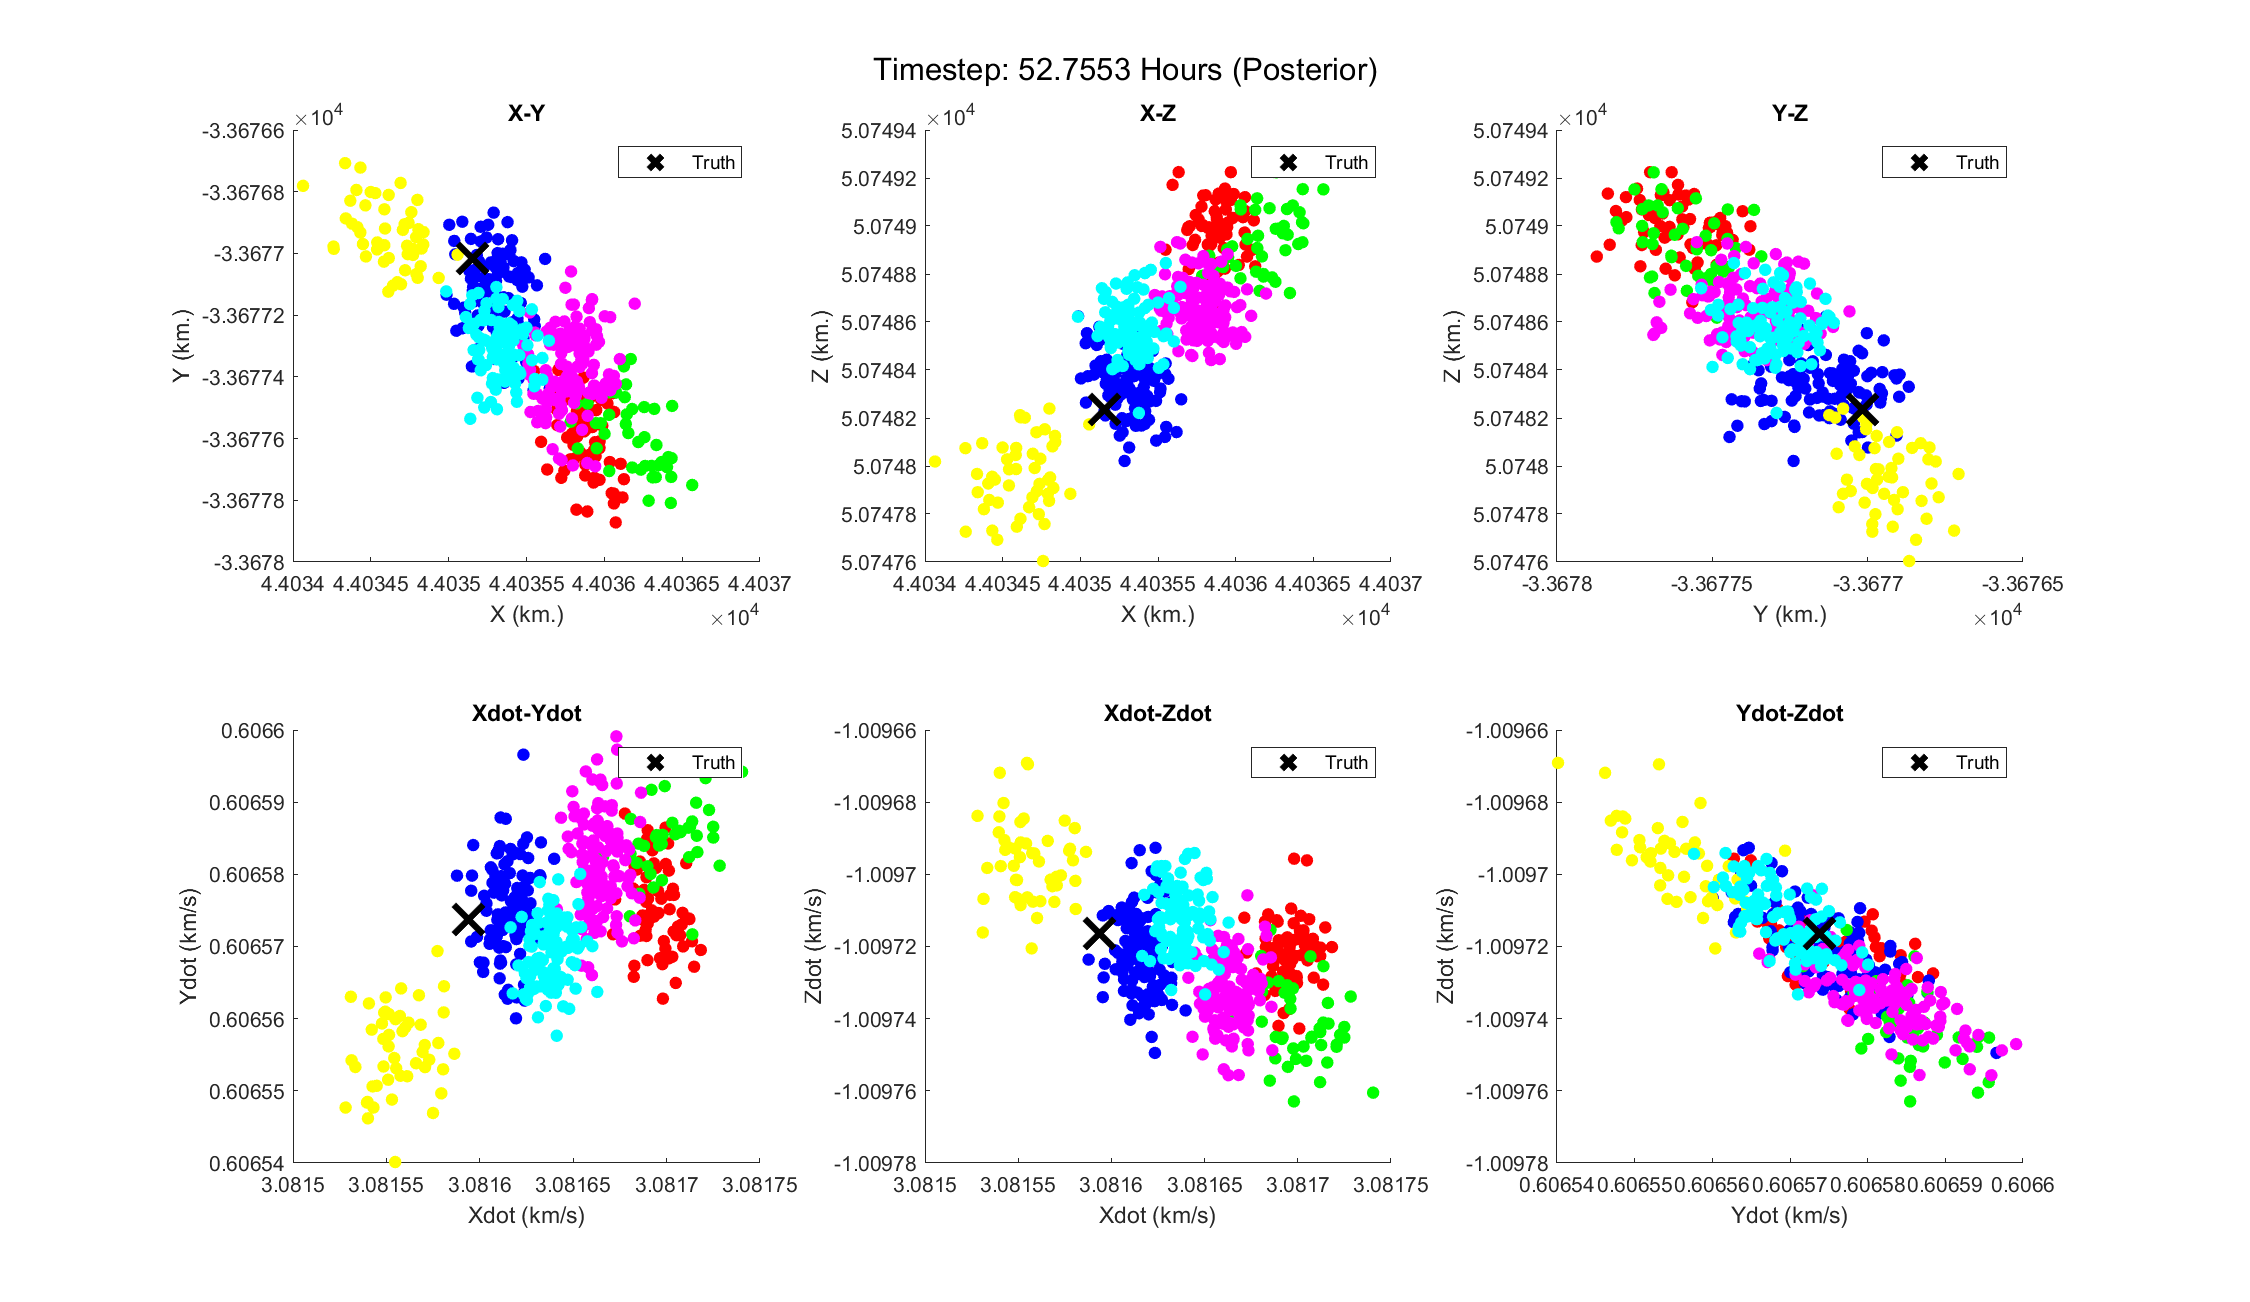 Timestep: 52.7553 Hours (Posterior)
X-Y
×10^4
-3.36766
-3.36768
-3.3677
-3.36772
-3.36774
-3.36776
-3.36778
-3.3678
Y (km.)
Truth
4.4034 4.40345 4.4035 4.40355 4.4036 4.40365 4.4037
X (km.)
×10^4
X-Z
×10^4
5.07494
5.07492
5.0749
5.07488
5.07486
5.07484
5.07482
5.0748
5.07478
5.07476
Z (km.)
Truth
4.4034 4.40345 4.4035 4.40355 4.4036 4.40365 4.4037
X (km.)
×10^4
Y-Z
×10^4
5.07494
5.07492
5.0749
5.07488
5.07486
5.07484
5.07482
5.0748
5.07478
5.07476
Z (km.)
Truth
-3.3678 -3.36775 -3.3677 -3.36765
Y (km.)
×10^4
Xdot-Ydot
0.6066
0.60659
0.60658
0.60657
0.60656
0.60655
0.60654
Ydot (km/s)
Truth
3.0815 3.08155 3.0816 3.08165 3.0817 3.08175
Xdot (km/s)
Xdot-Zdot
-1.00966
-1.00968
-1.0097
-1.00972
-1.00974
-1.00976
-1.00978
Zdot (km/s)
Truth
3.0815 3.08155 3.0816 3.08165 3.0817 3.08175
Xdot (km/s)
Ydot-Zdot
-1.00966
-1.00968
-1.0097
-1.00972
-1.00974
-1.00976
-1.00978
Zdot (km/s)
Truth
0.60654 0.60655 0.60656 0.60657 0.60658 0.60659 0.6066
Ydot (km/s)